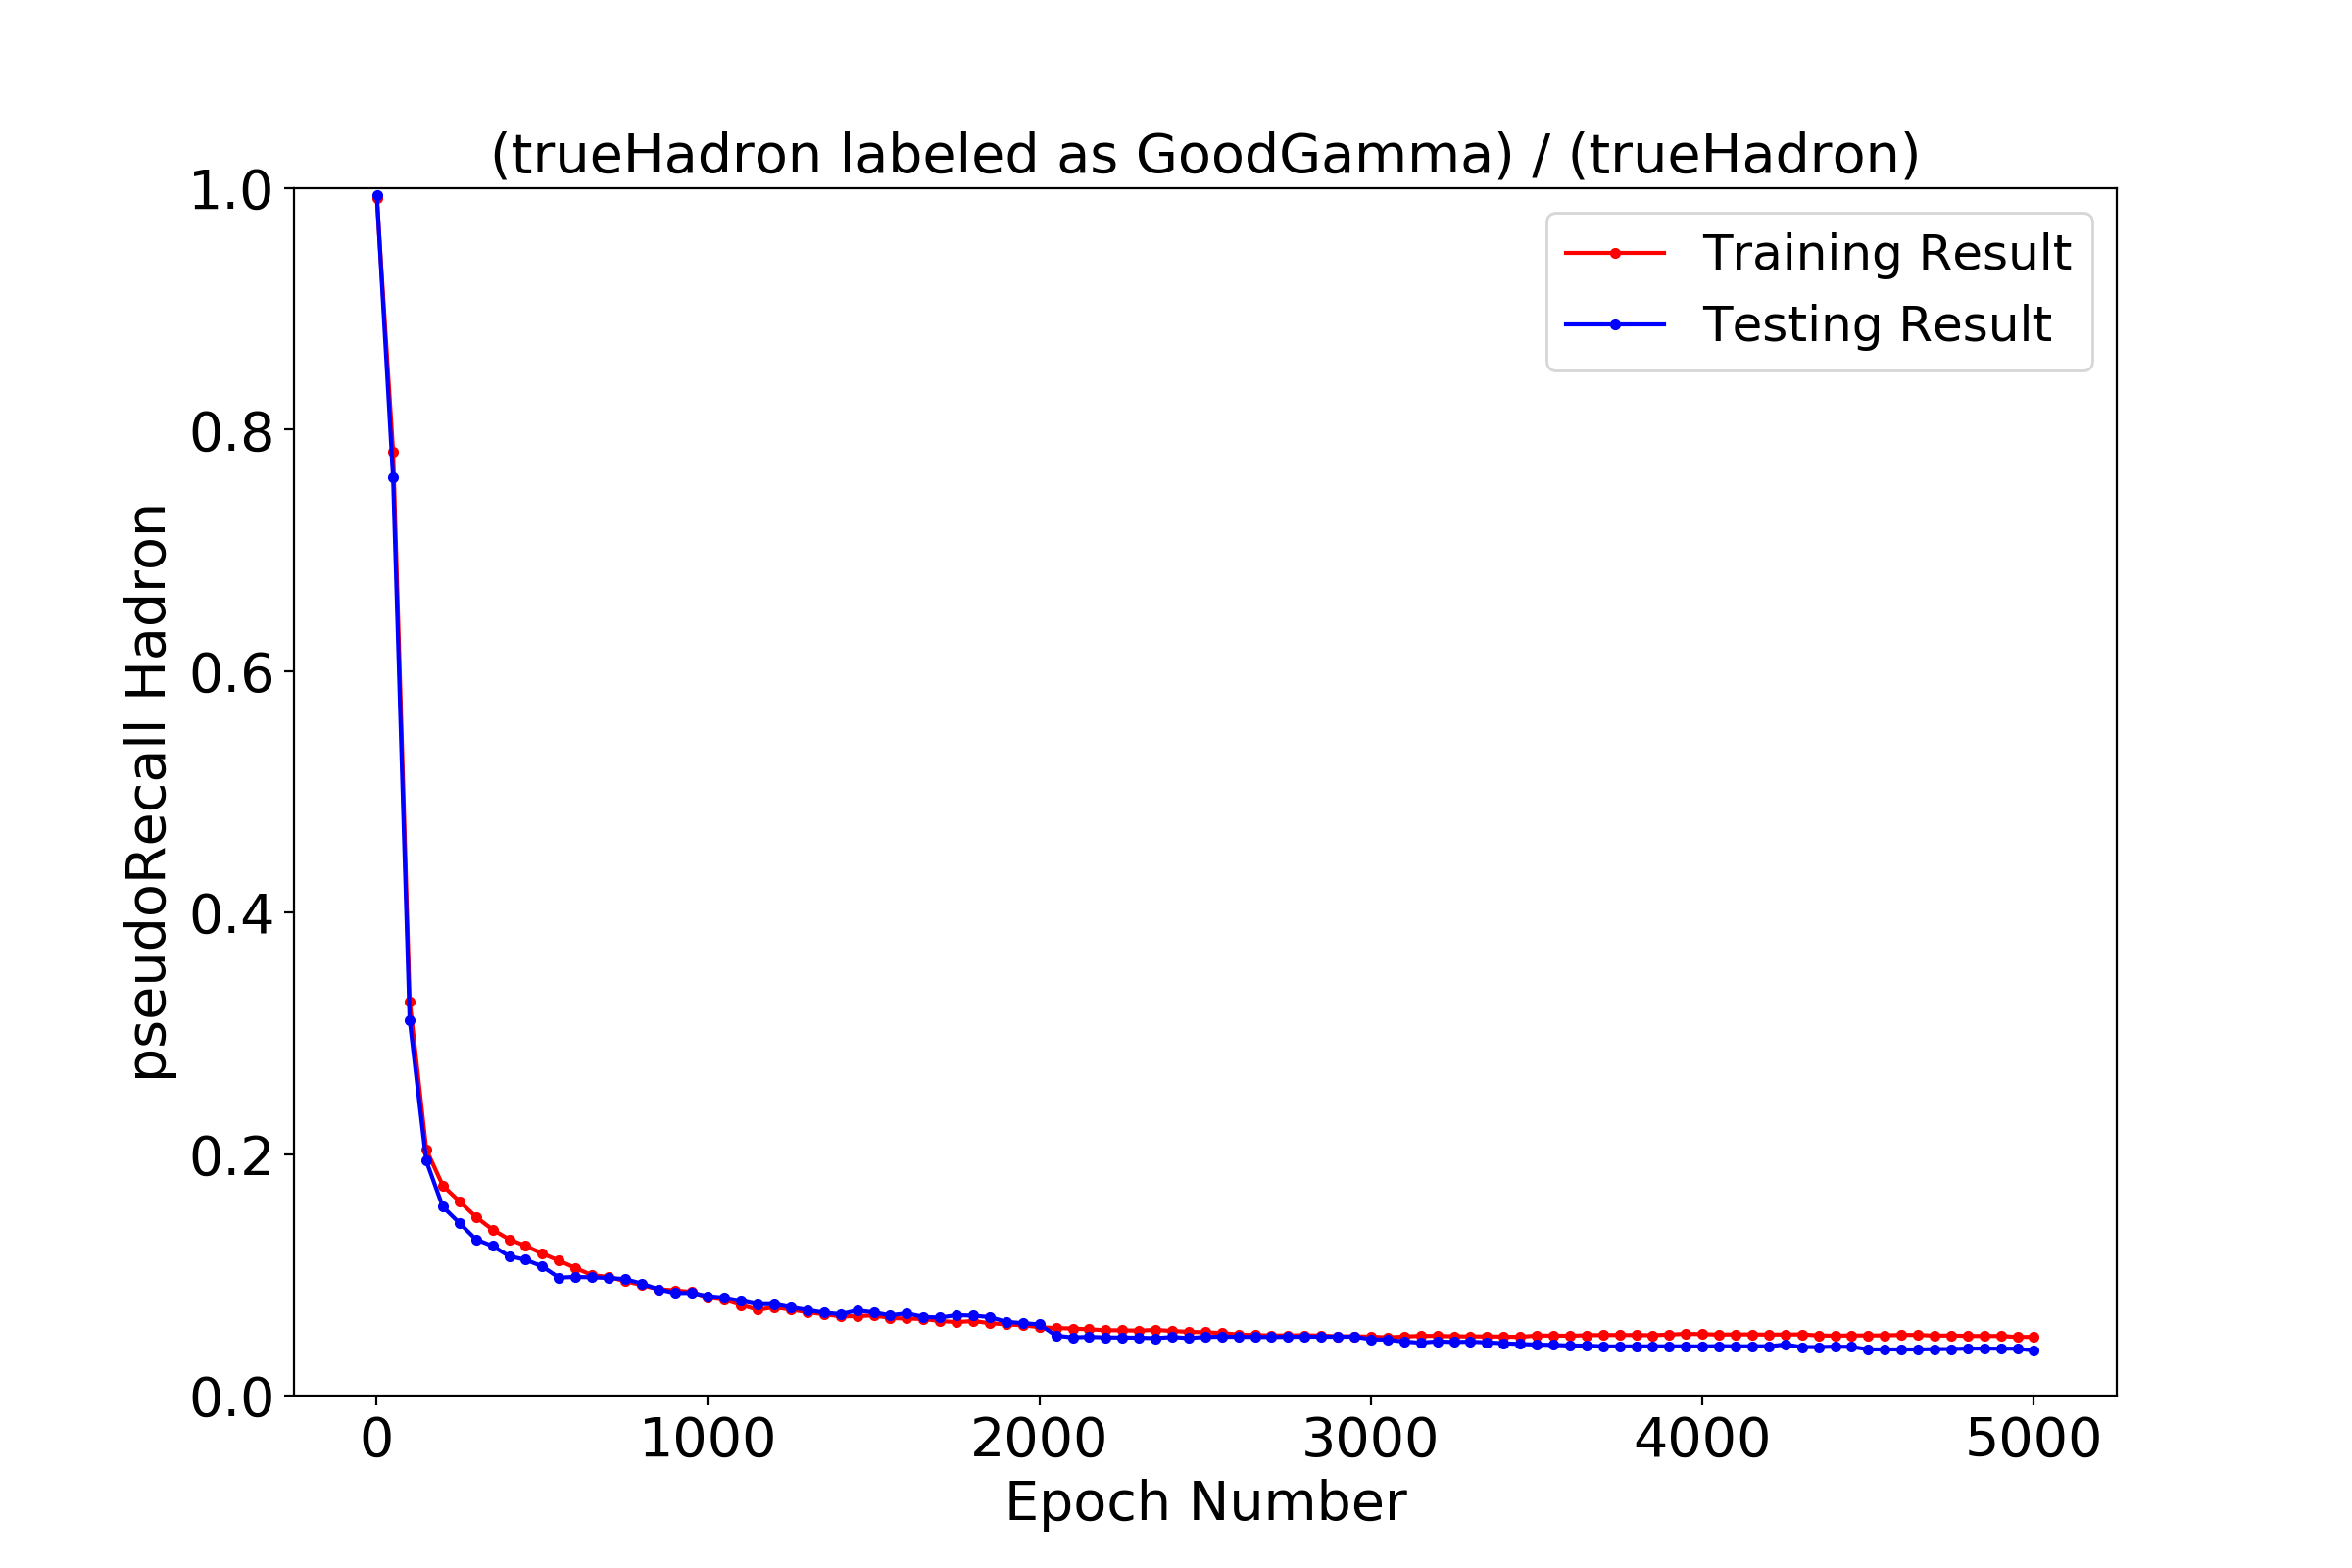 (trueHadron labeled as GoodGamma) / (trueHadron)
1.0
0.8
0.6
0.4
0.2
0.0
pseudoRecall Hadron
Training Result
Testing Result
0 1000 2000 3000 4000 5000
Epoch Number